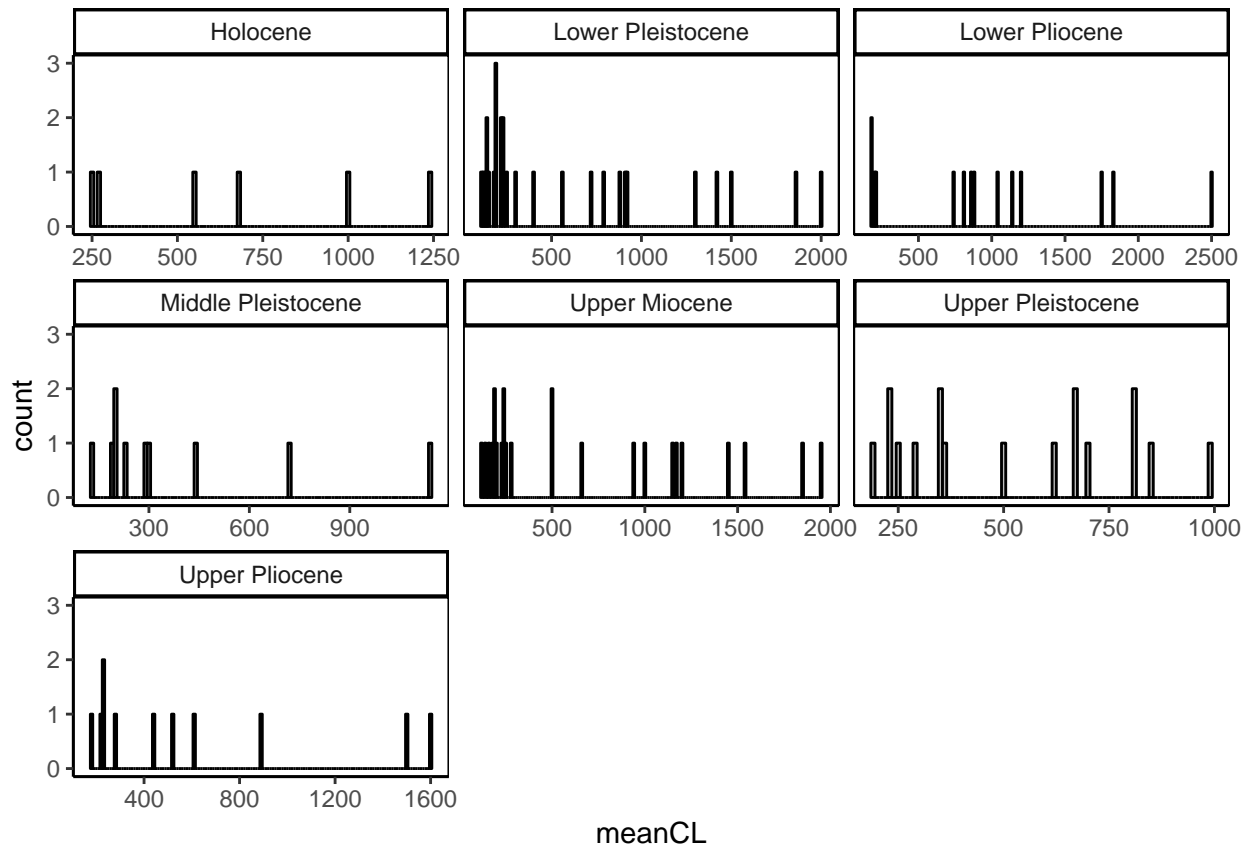 Holocene
Lower Pleistocene
Lower Pliocene
3
2
1
0
250 500 750 1000 1250
500 1000 1500 2000
500 1000 1500 2000 2500
Middle Pleistocene
Upper Miocene
Upper Pleistocene
3
2
1
0
300 600 900
500 1000 1500 2000
250 500 750 1000
count
Upper Pliocene
3
2
1
0
400 800 1200 1600
meanCL